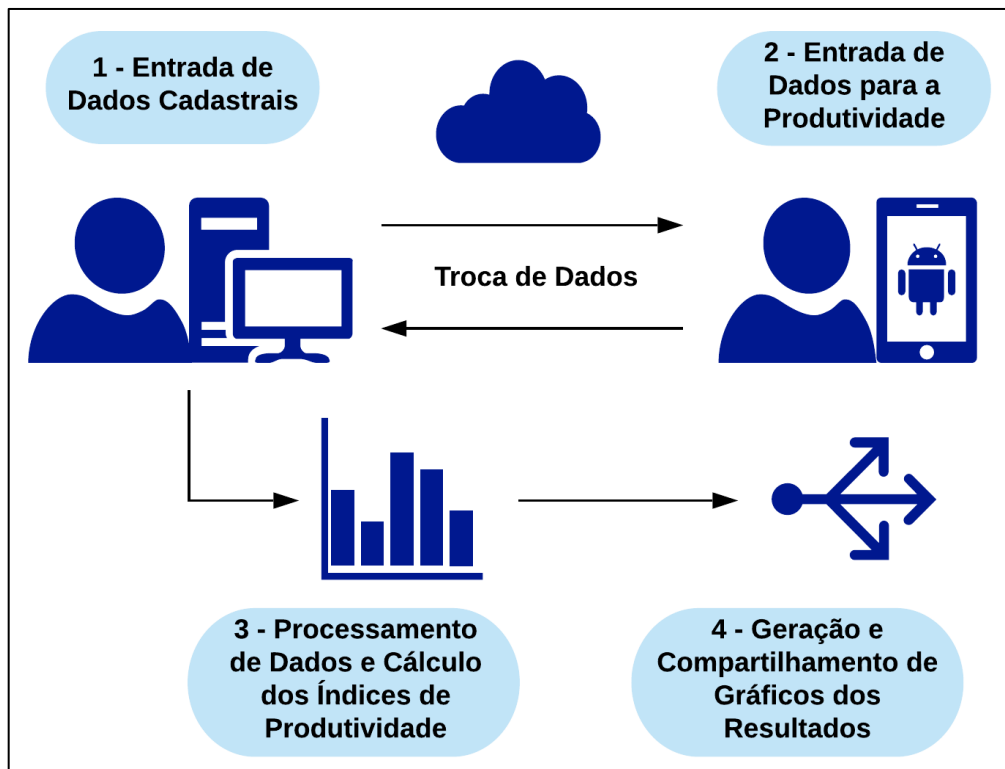 1 - Entrada de
Dados Cadastrais
2 - Entrada de
Dados para a
Produtividade
Troca de Dados
3 - Processamento
de Dados e Cálculo
dos Índices de
Produtividade
4 - Geração e
Compartilhamento de
Gráficos dos
Resultados